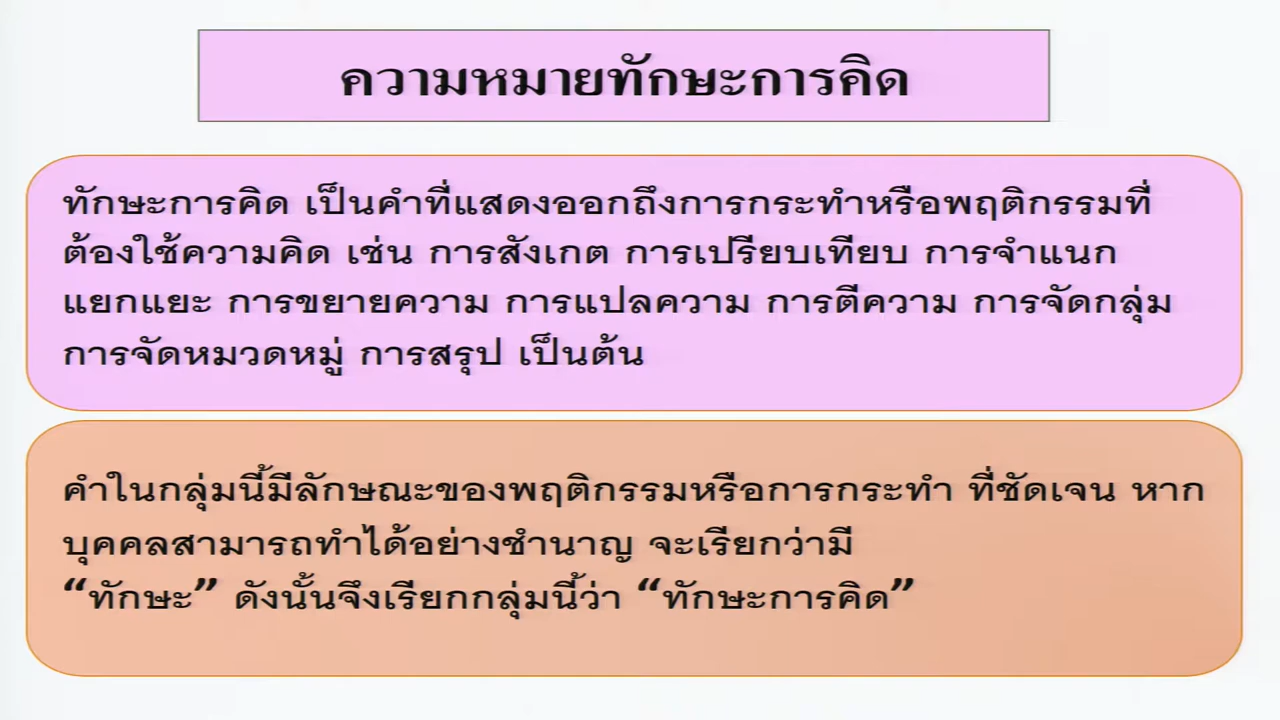 ความหมายทักษะการคิด
ทักษะการคิด เป็นคำที่แสดงออกถึงการกระทำหรือพฤติกรรมที่
ต้องใช้ความคิด เช่น การสังเกต การเปรียบเทียบ การจำแนก
แยกแยะ การขยายความ การแปลความ การตีความ การจัดกลุ่ม
การจัดหมวดหมู่ การสรุป เป็นต้น
คำในกลุ่มนี้มีลักษณะของพฤติกรรมหรือการกระทำ ที่ชัดเจน หาก
บุคคลสามารถทำได้อย่างชำนาญ จะเรียกว่ามี
“ทักษะ” ดังนั้นจึงเรียกกลุ่มนี้ว่า “ทักษะการคิด”